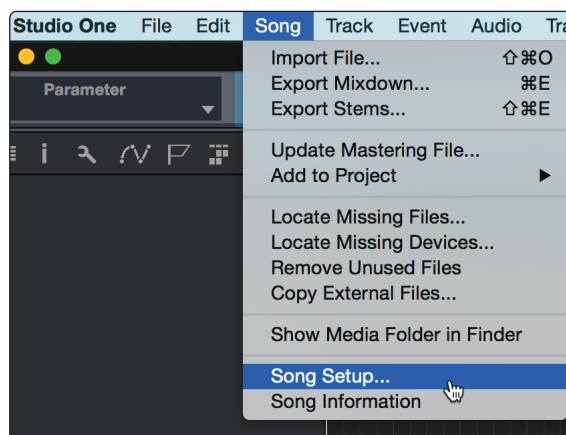 Studio One File Edit Song Track Event Audio Tra
Parameter
Import File... ⇧⌘O
Export Mixdown... ⌘E
Export Stems... ⇧⌘E
Update Mastering File...
Add to Project
Locate Missing Files...
Locate Missing Devices...
Remove Unused Files
Copy External Files...
Show Media Folder in Finder
Song Setup...
Song Information